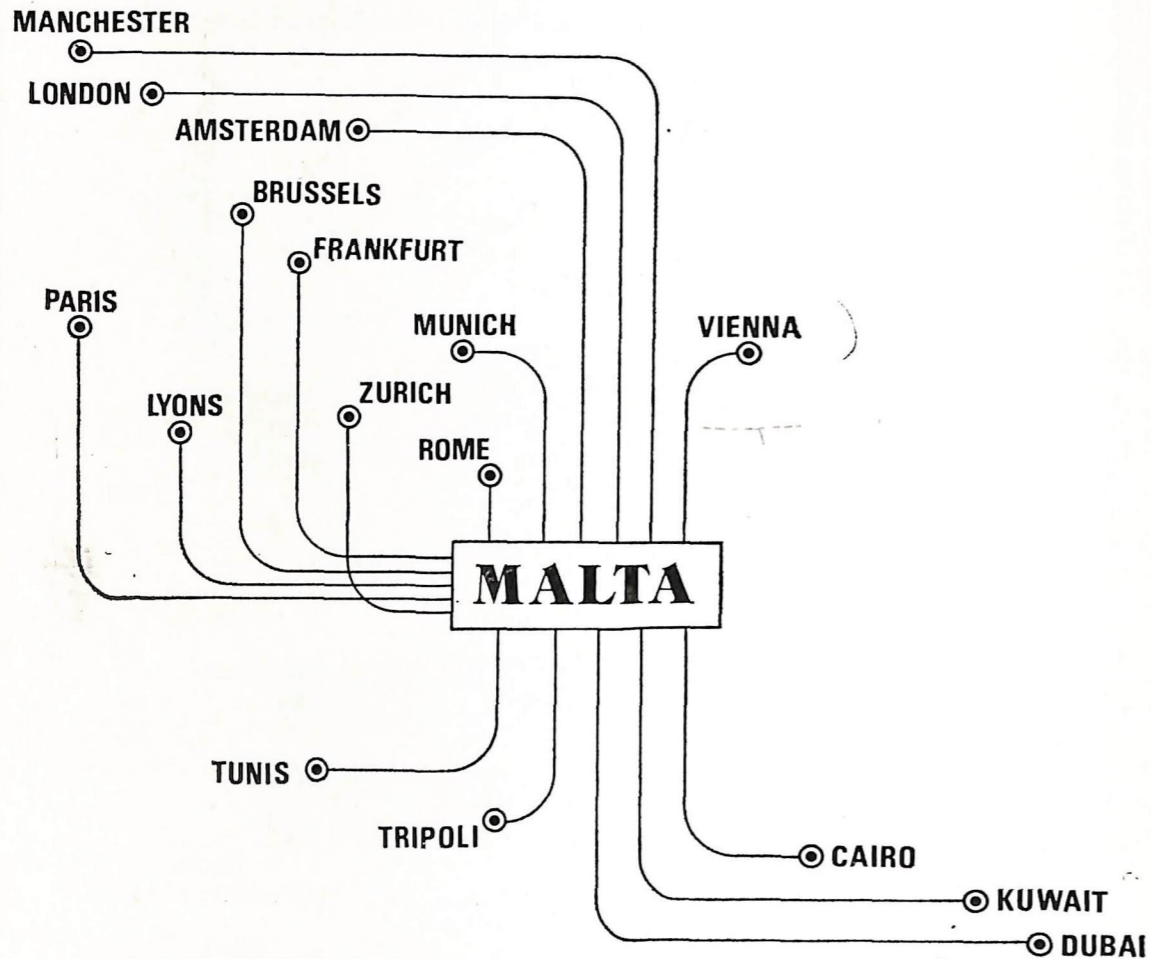 MANCHESTER
LONDON
AMSTERDAM
BRUSSELS
FRANKFURT
PARIS
MUNICH
VIENNA
ZURICH
LYONS
ROME
MALTA
TUNIS
TRIPOLI
CAIRO
KUWAIT
DUBAI